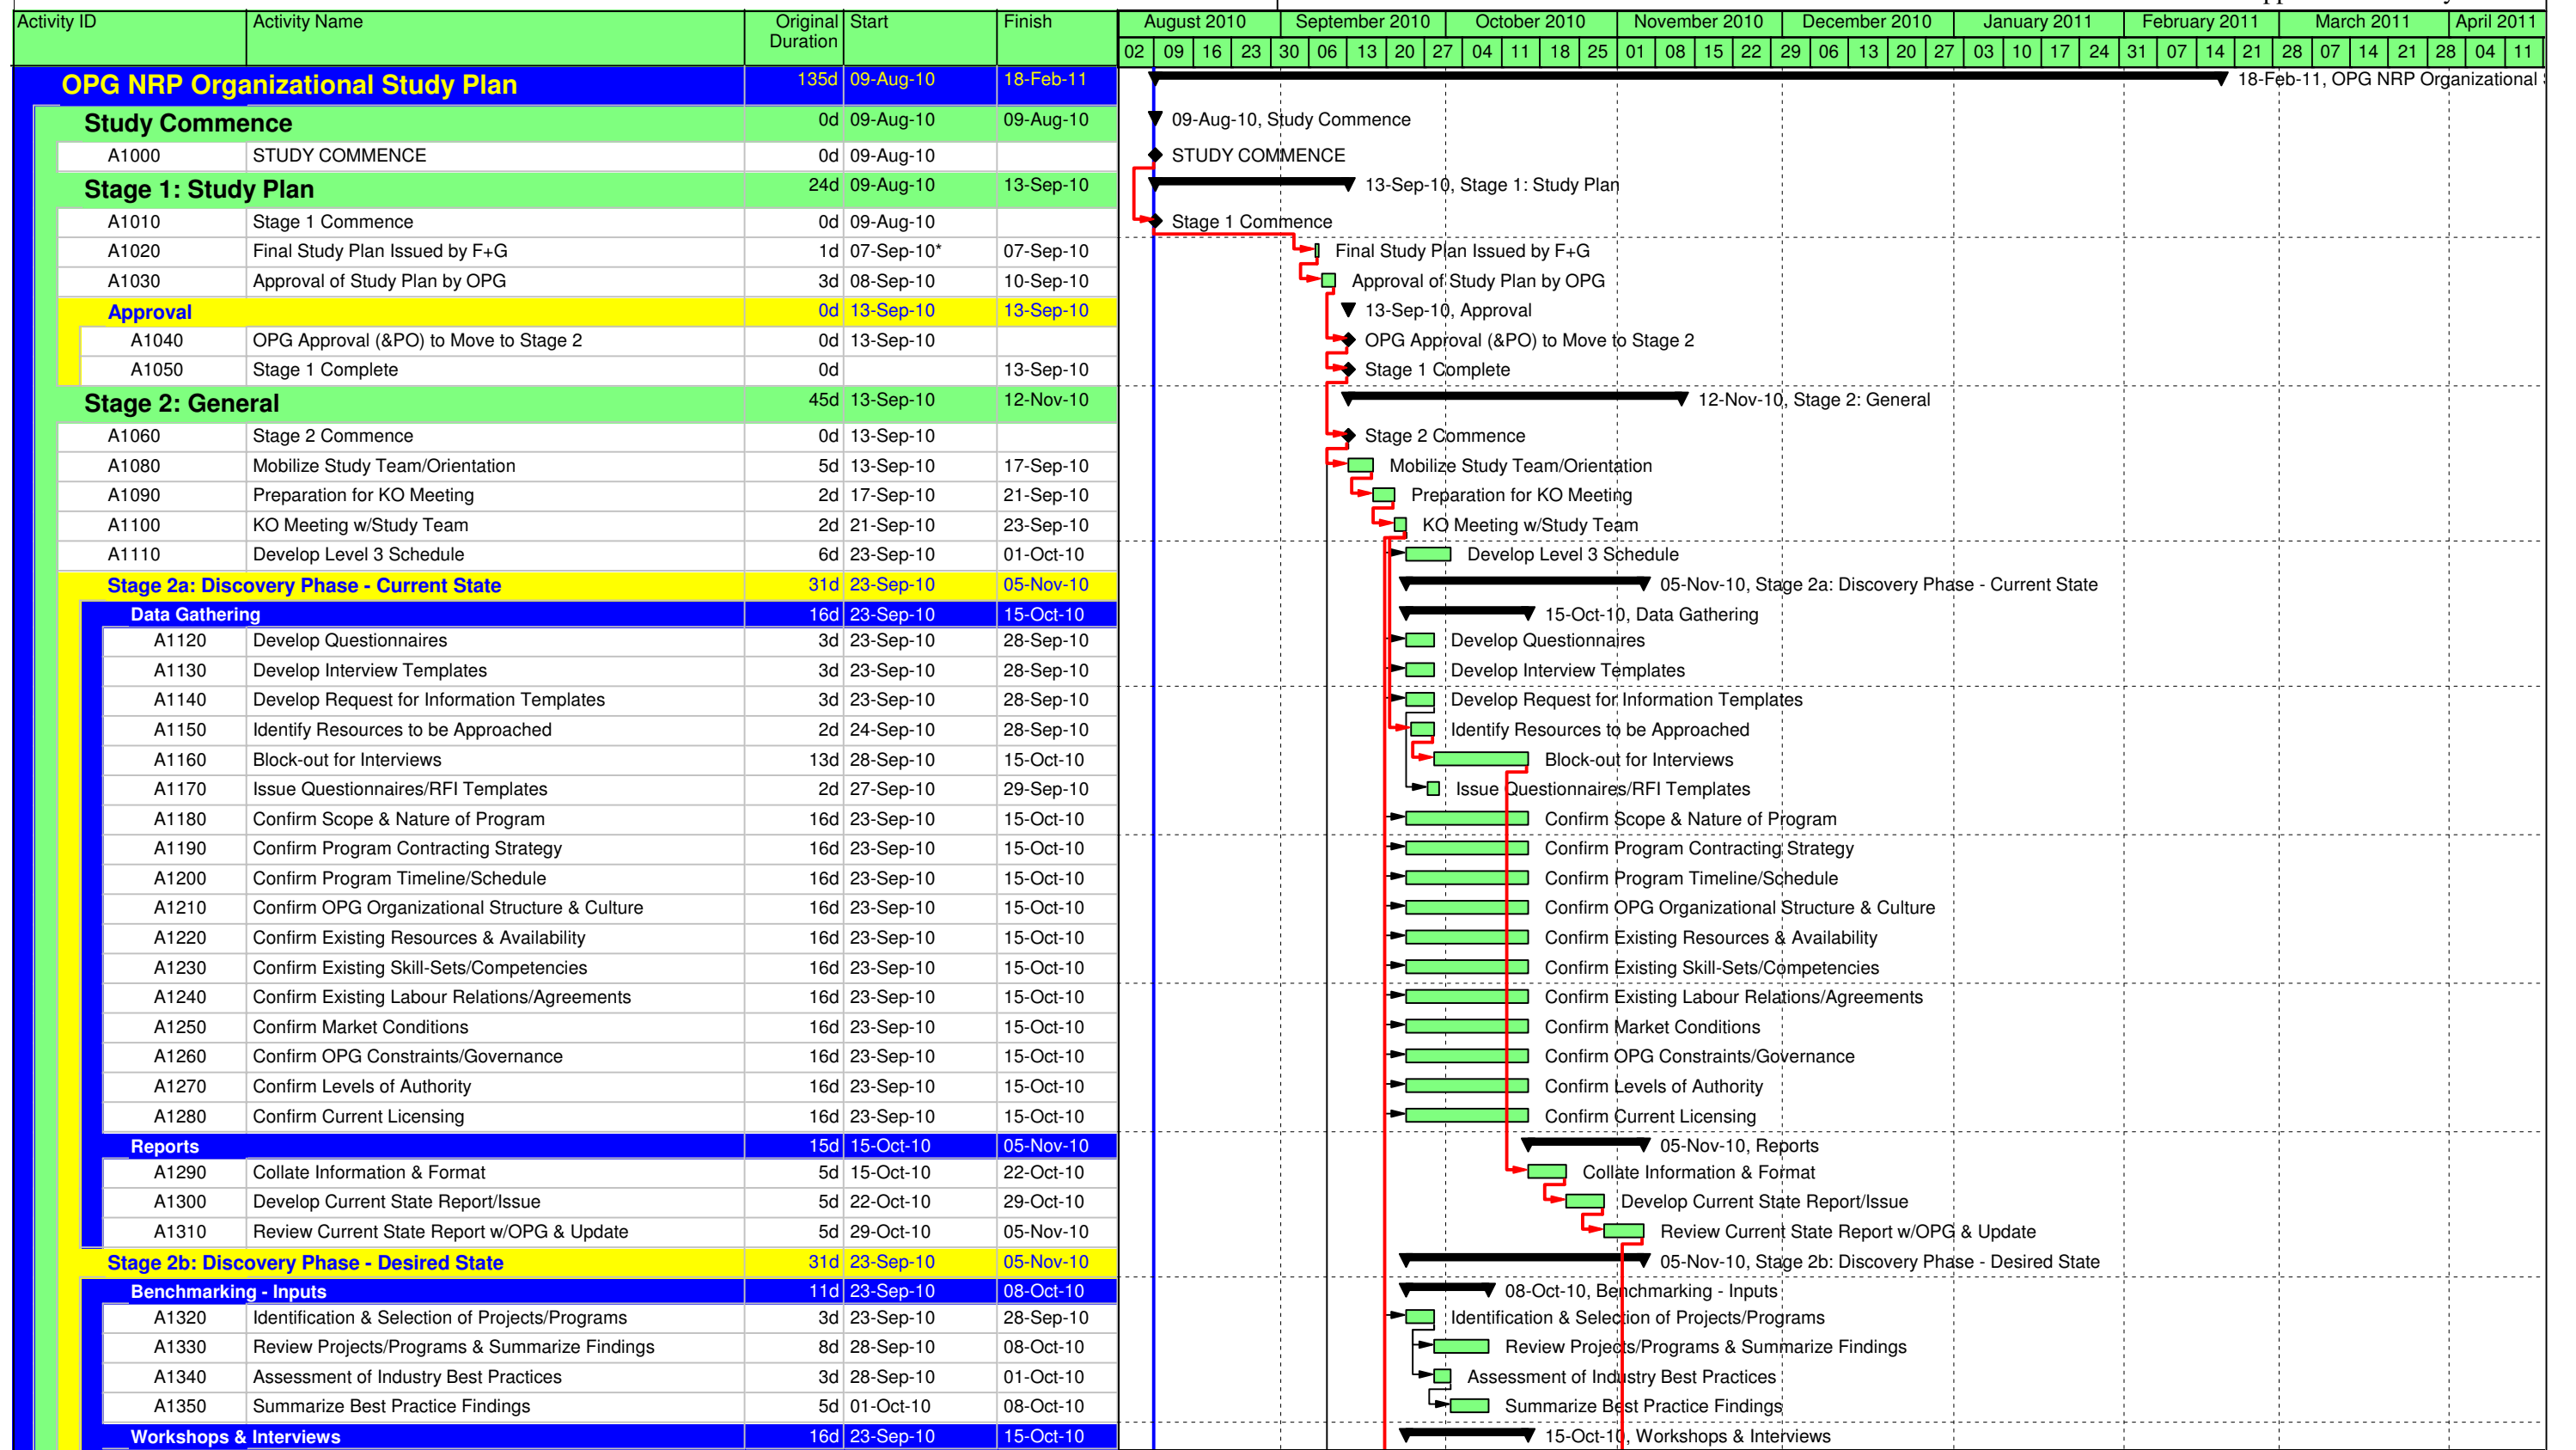 Activity ID Activity Name Original Duration Start Finish August 2010 September 2010 October 2010 November 2010 December 2010 January 2011 February 2011 March 2011 April 2011
02 09 16 23 30 06 13 20 27 04 11 18 25 01 08 15 22 29 06 13 20 27 03 10 17 24 31 07 14 21 28 07 14 21 28 04 11
OPG NRP Organizational Study Plan 135d 09-Aug-10 18-Feb-11 18-Feb-11, OPG NRP Organizational
Study Commence 0d 09-Aug-10 09-Aug-10 09-Aug-10, Study Commence
A1000 STUDY COMMENCE 0d 09-Aug-10 STUDY COMMENCE
Stage 1: Study Plan 24d 09-Aug-10 13-Sep-10 13-Sep-10, Stage 1: Study Plan
A1010 Stage 1 Commence 0d 09-Aug-10 Stage 1 Commence
A1020 Final Study Plan Issued by F+G 1d 07-Sep-10* 07-Sep-10 Final Study Plan Issued by F+G
A1030 Approval of Study Plan by OPG 3d 08-Sep-10 10-Sep-10 Approval of Study Plan by OPG
Approval 0d 13-Sep-10 13-Sep-10 13-Sep-10, Approval
A1040 OPG Approval (&PO) to Move to Stage 2 0d 13-Sep-10 OPG Approval (&PO) to Move to Stage 2
A1050 Stage 1 Complete 0d 13-Sep-10 Stage 1 Complete
Stage 2: General 45d 13-Sep-10 12-Nov-10 12-Nov-10, Stage 2: General
A1060 Stage 2 Commence 0d 13-Sep-10 Stage 2 Commence
A1080 Mobilize Study Team/Orientation 5d 13-Sep-10 17-Sep-10 Mobilize Study Team/Orientation
A1090 Preparation for KO Meeting 2d 17-Sep-10 21-Sep-10 Preparation for KO Meeting
A1100 KO Meeting w/Study Team 2d 21-Sep-10 23-Sep-10 KO Meeting w/Study Team
A1110 Develop Level 3 Schedule 6d 23-Sep-10 01-Oct-10 Develop Level 3 Schedule
Stage 2a: Discovery Phase - Current State 31d 23-Sep-10 05-Nov-10 05-Nov-10, Stage 2a: Discovery Phase - Current State
Data Gathering 16d 23-Sep-10 15-Oct-10 15-Oct-10, Data Gathering
A1120 Develop Questionnaires 3d 23-Sep-10 28-Sep-10 Develop Questionnaires
A1130 Develop Interview Templates 3d 23-Sep-10 28-Sep-10 Develop Interview Templates
A1140 Develop Request for Information Templates 3d 23-Sep-10 28-Sep-10 Develop Request for Information Templates
A1150 Identify Resources to be Approached 2d 24-Sep-10 28-Sep-10 Identify Resources to be Approached
A1160 Block-out for Interviews 13d 28-Sep-10 15-Oct-10 Block-out for Interviews
A1170 Issue Questionnaires/RFI Templates 2d 27-Sep-10 29-Sep-10 Issue Questionnaires/RFI Templates
A1180 Confirm Scope & Nature of Program 16d 23-Sep-10 15-Oct-10 Confirm Scope & Nature of Program
A1190 Confirm Program Contracting Strategy 16d 23-Sep-10 15-Oct-10 Confirm Program Contracting Strategy
A1200 Confirm Program Timeline/Schedule 16d 23-Sep-10 15-Oct-10 Confirm Program Timeline/Schedule
A1210 Confirm OPG Organizational Structure & Culture 16d 23-Sep-10 15-Oct-10 Confirm OPG Organizational Structure & Culture
A1220 Confirm Existing Resources & Availability 16d 23-Sep-10 15-Oct-10 Confirm Existing Resources & Availability
A1230 Confirm Existing Skill-Sets/Competencies 16d 23-Sep-10 15-Oct-10 Confirm Existing Skill-Sets/Competencies
A1240 Confirm Existing Labour Relations/Agreements 16d 23-Sep-10 15-Oct-10 Confirm Existing Labour Relations/Agreements
A1250 Confirm Market Conditions 16d 23-Sep-10 15-Oct-10 Confirm Market Conditions
A1260 Confirm OPG Constraints/Governance 16d 23-Sep-10 15-Oct-10 Confirm OPG Constraints/Governance
A1270 Confirm Levels of Authority 16d 23-Sep-10 15-Oct-10 Confirm Levels of Authority
A1280 Confirm Current Licensing 16d 23-Sep-10 15-Oct-10 Confirm Current Licensing
Reports 15d 15-Oct-10 05-Nov-10 05-Nov-10, Reports
A1290 Collate Information & Format 5d 15-Oct-10 22-Oct-10 Collate Information & Format
A1300 Develop Current State Report/Issue 5d 22-Oct-10 29-Oct-10 Develop Current State Report/Issue
A1310 Review Current State Report w/OPG & Update 5d 29-Oct-10 05-Nov-10 Review Current State Report w/OPG & Update
Stage 2b: Discovery Phase - Desired State 31d 23-Sep-10 05-Nov-10 05-Nov-10, Stage 2b: Discovery Phase - Desired State
Benchmarking - Inputs 11d 23-Sep-10 08-Oct-10 08-Oct-10, Benchmarking - Inputs
A1320 Identification & Selection of Projects/Programs 3d 23-Sep-10 28-Sep-10 Identification & Selection of Projects/Programs
A1330 Review Projects/Programs & Summarize Findings 8d 28-Sep-10 08-Oct-10 Review Projects/Programs & Summarize Findings
A1340 Assessment of Industry Best Practices 3d 28-Sep-10 01-Oct-10 Assessment of Industry Best Practices
A1350 Summarize Best Practice Findings 5d 01-Oct-10 08-Oct-10 Summarize Best Practice Findings
Workshops & Interviews 16d 23-Sep-10 15-Oct-10 15-Oct-10, Workshops & Interviews